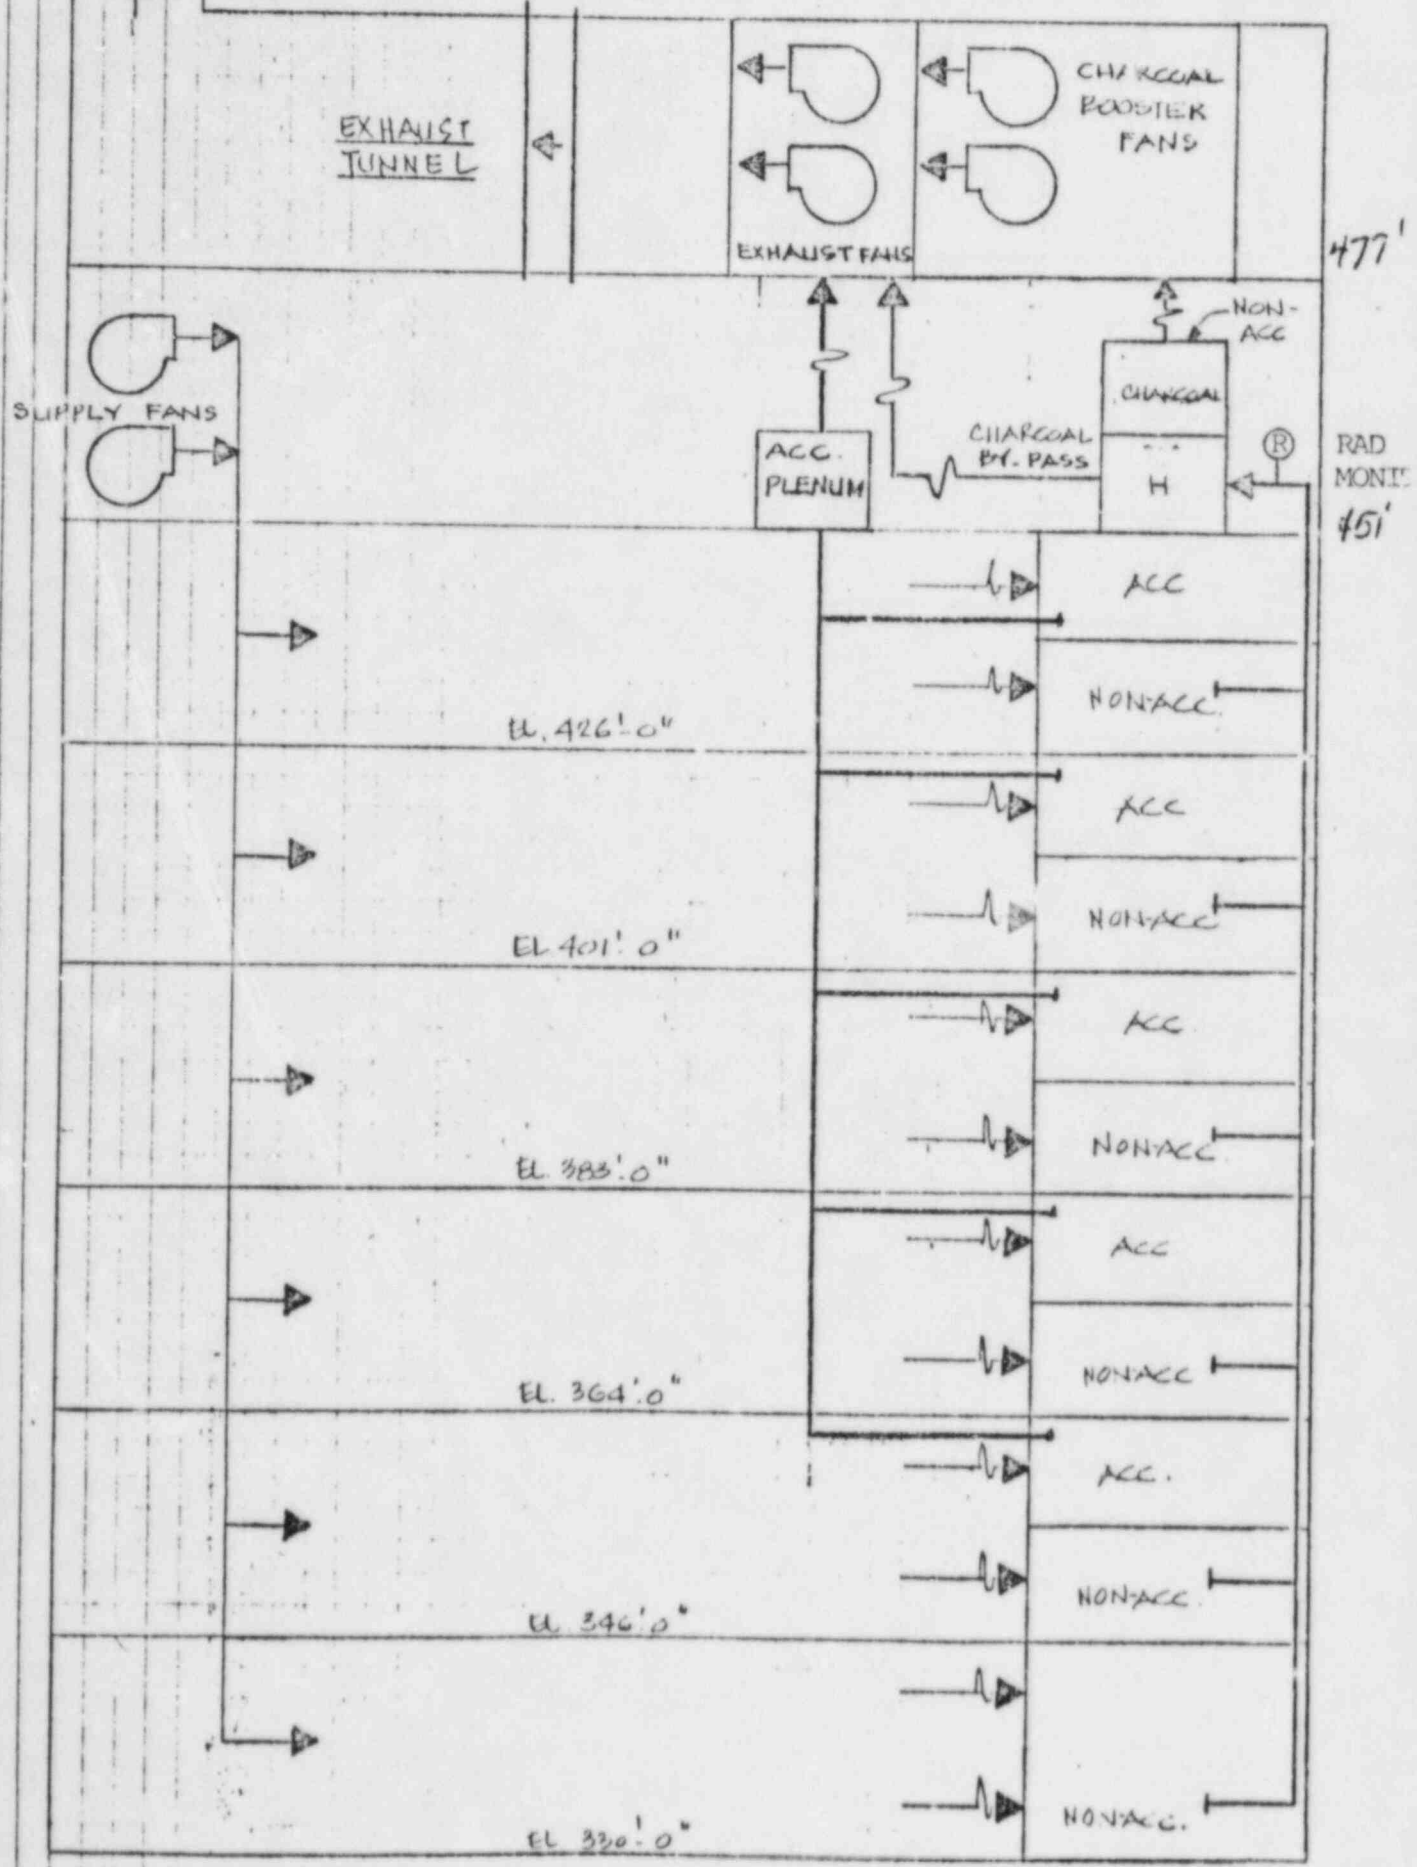 EXHAUST
TUNNEL
CHARCOAL
BOOSTER
FANS
EXHAUST FANS
477'
SUPPLY FANS
NON-
ACC
CHARCOAL
CHARCOAL
BY-PASS
ACC.
PLENUM
H
R
RAD
451'
ACC
NON-ACC.
EL. 426'-0"
ACC
NON-ACC
EL 401'-0"
ACC
NON-ACC
EL. 383'-0"
ACC
NON-ACC
EL. 364'-0"
ACC.
NON-ACC.
EL 346'-0"
NON-ACC.
EL 330'-0"